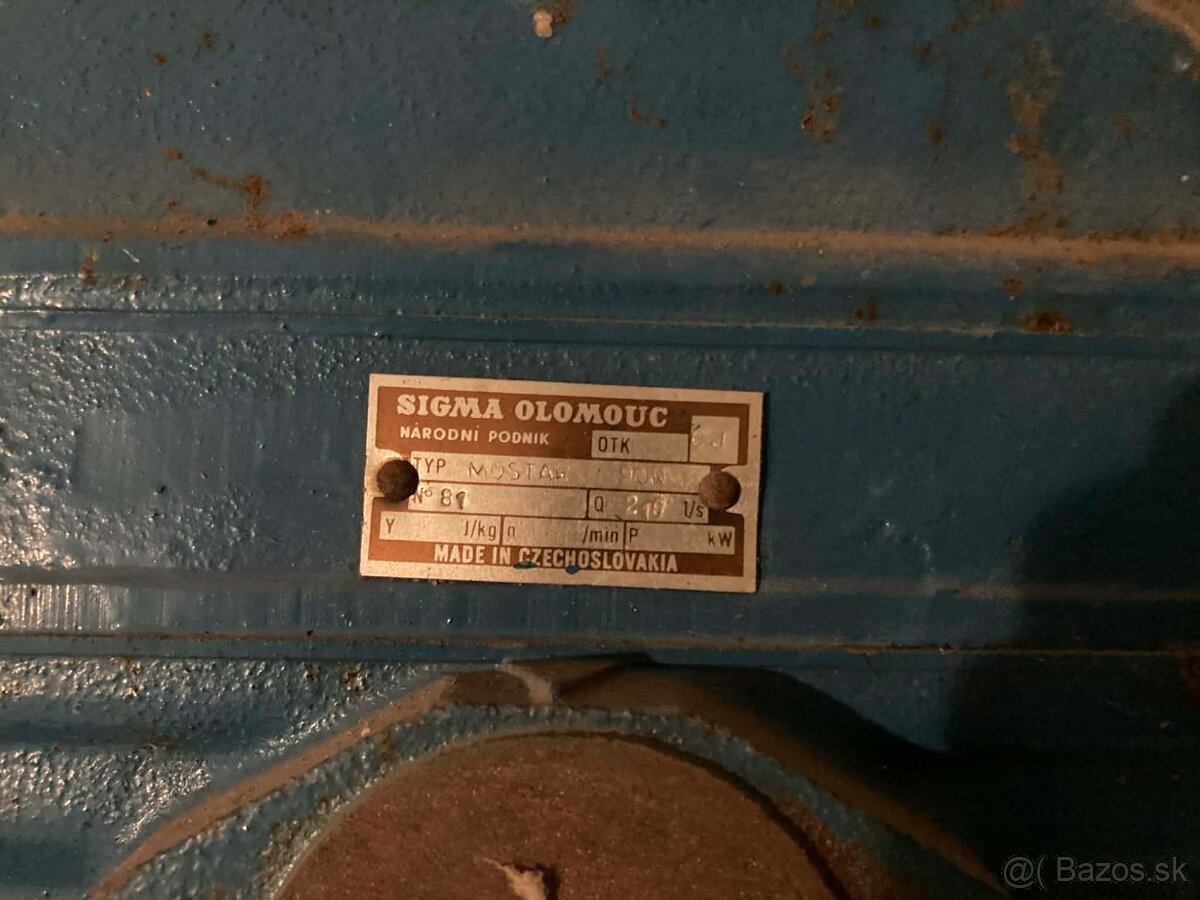 SIGMA OLOMOUC
NÁRODNÍ PODNIK
OTK
TYP MOSTAR
Nº 81 Q l/s
Y J/kg n /min P kW
MADE IN CZECHOSLOVAKIA
@( Bazos.sk